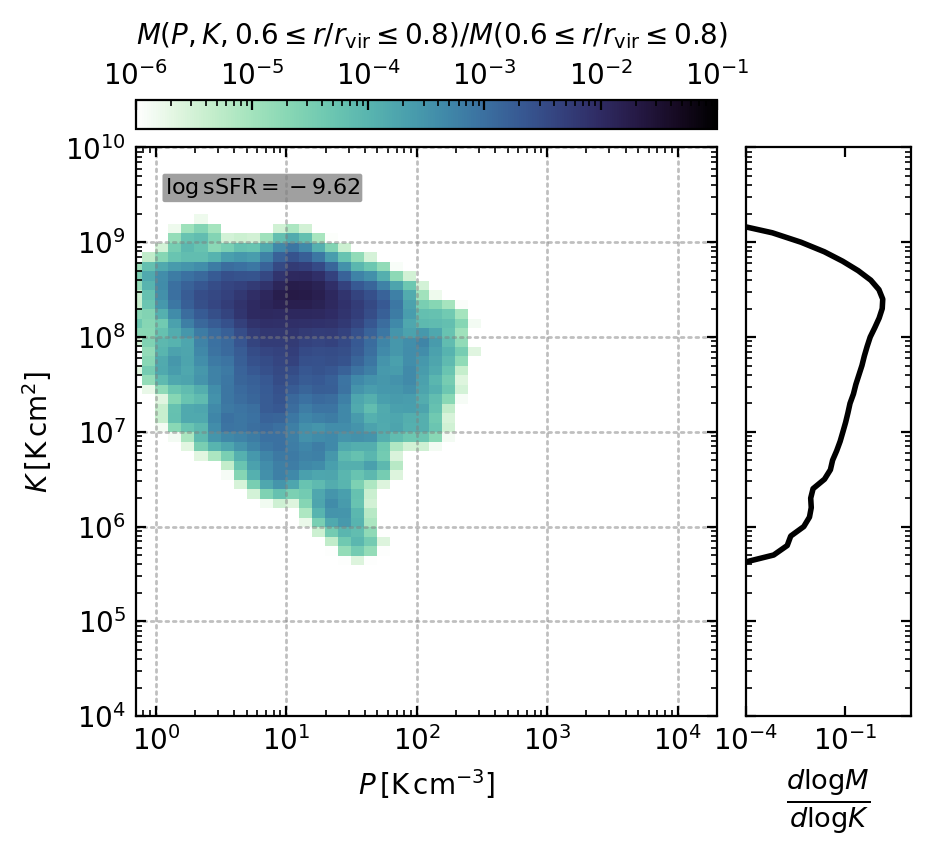 M(P, K, 0.6 ≤ r/r_vir ≤ 0.8)/M(0.6 ≤ r/r_vir ≤ 0.8)
10^−6 10^−5 10^−4 10^−3 10^−2 10^−1
log sSFR = −9.62
10^10
10^9
10^8
10^7
10^6
10^5
10^4
K [K cm^2]
10^0 10^1 10^2 10^3 10^4
P [K cm^−3]
10^−4 10^−1
dlogM
dlogK